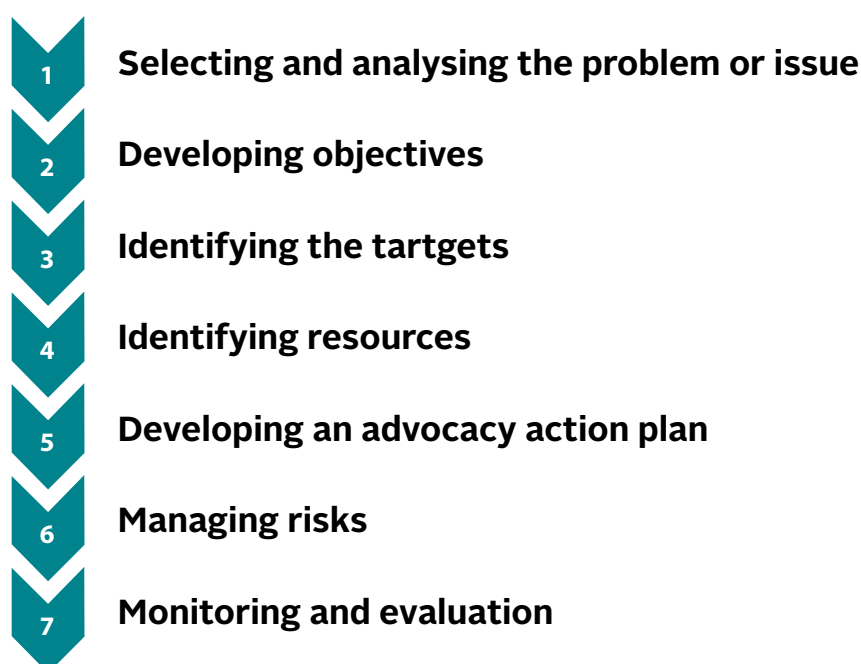 1 Selecting and analysing the problem or issue
2 Developing objectives
3 Identifying the tartgets
4 Identifying resources
5 Developing an advocacy action plan
6 Managing risks
7 Monitoring and evaluation